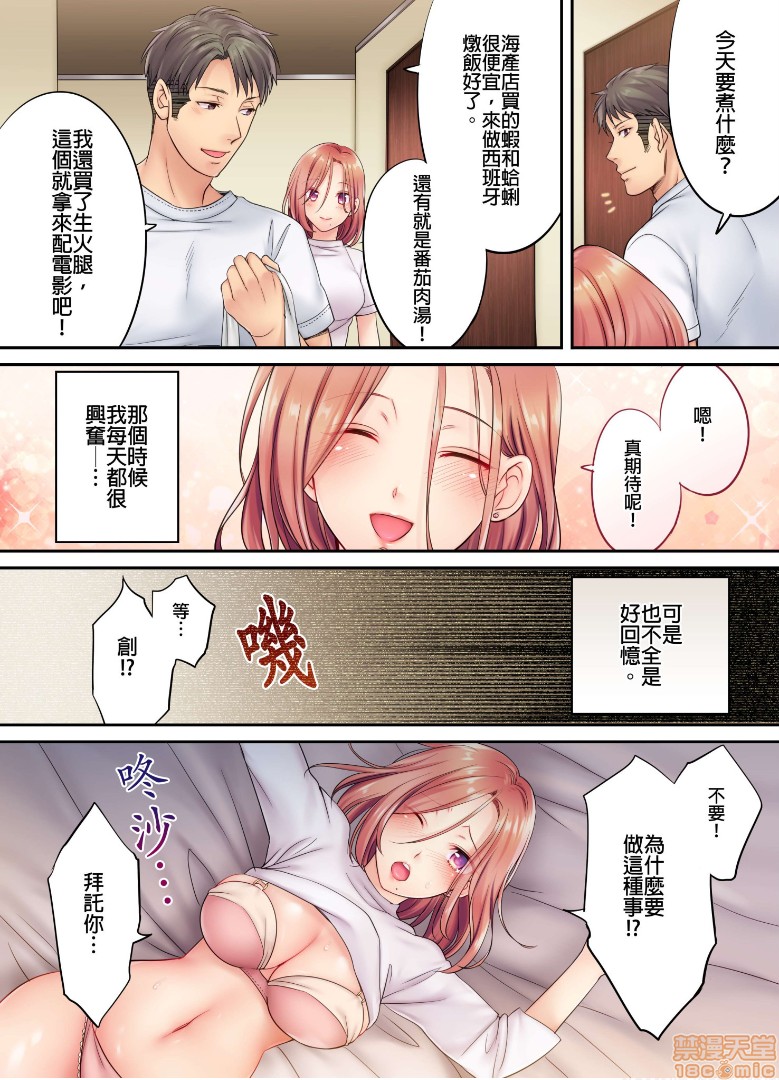 今天要煮什麼？
海產店買的蝦和蛤蜊
很便宜，來做西班牙
燉飯好了。
還有就是番茄肉湯！
我還買了生火腿，
這個就拿來配電影吧！
嗯！
真期待呢！
那個時候
我每天都很
興奮──…
可是
也不全是
好回憶。
嘰
等…
創!?
不要！
為什麼要
做這種事!?
咚
沙…
拜託你…
禁漫天堂
18comic.org